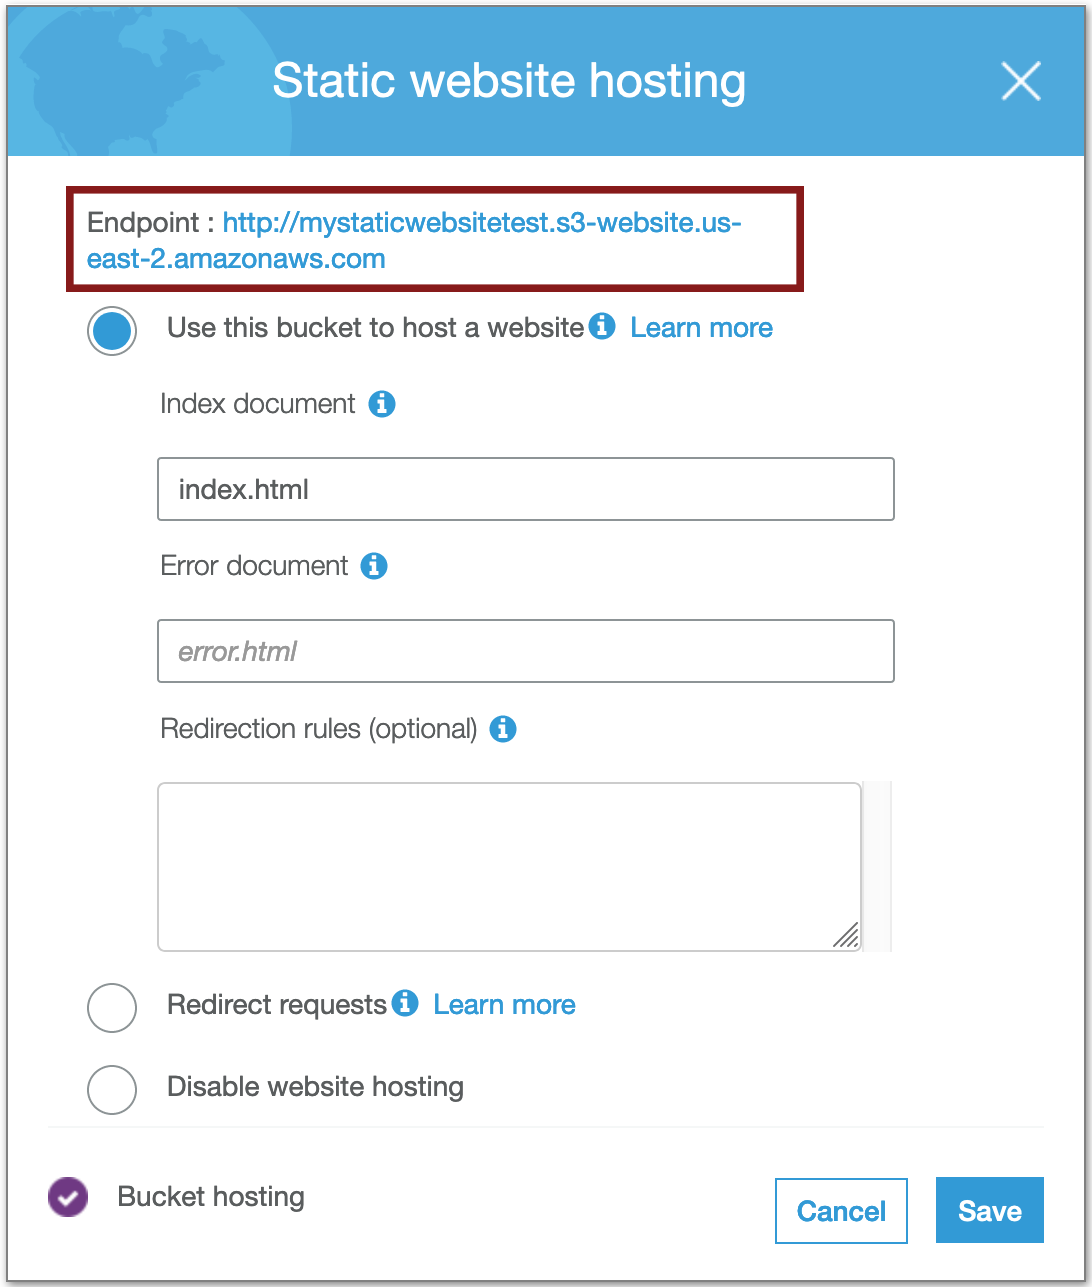 Static website hosting
Endpoint : http://mystaticwebsitetest.s3-website.us-
east-2.amazonaws.com
Use this bucket to host a website Learn more
Index document
index.html
Error document
error.html
Redirection rules (optional)
Redirect requests Learn more
Disable website hosting
Bucket hosting
Cancel
Save